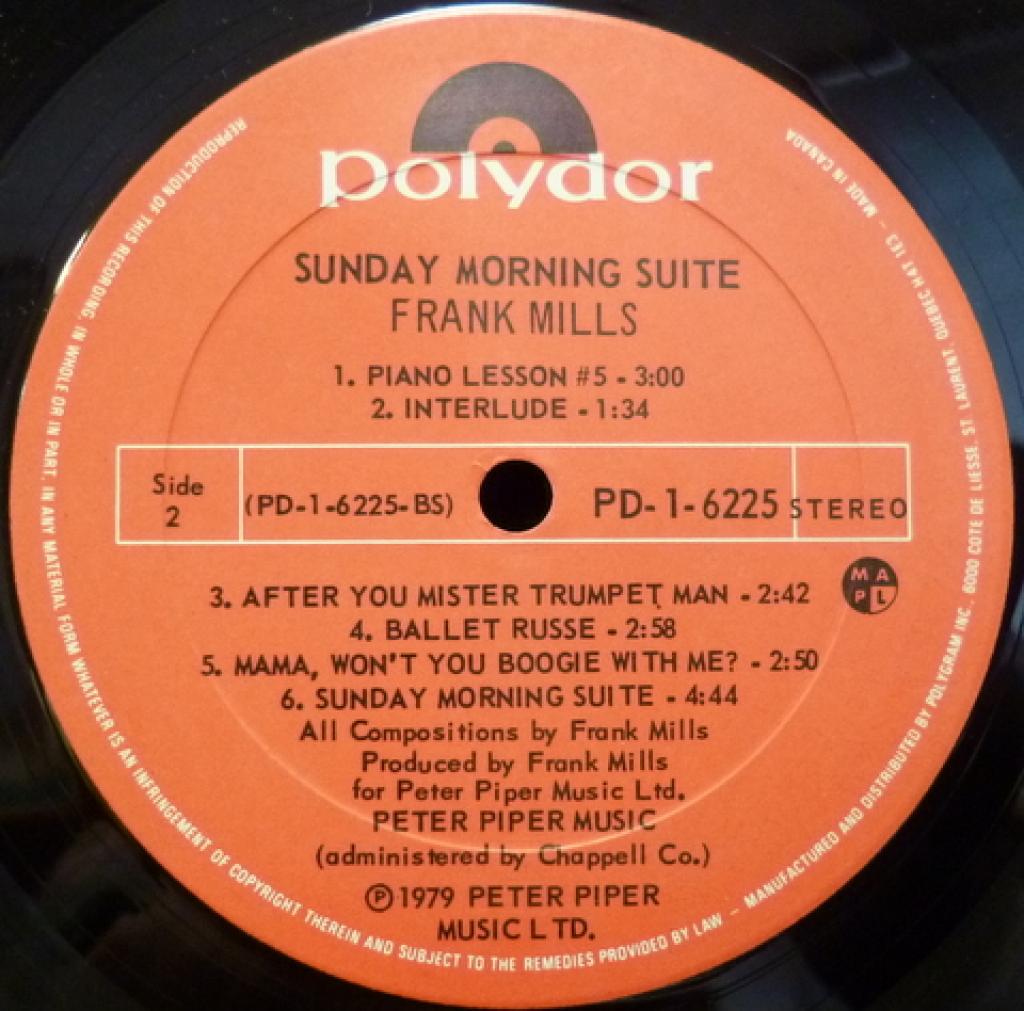 polydor
SUNDAY MORNING SUITE
FRANK MILLS
1. PIANO LESSON #5 - 3:00
2. INTERLUDE - 1:34
Side
2
(PD-1-6225-BS)
PD-1-6225
STEREO
3. AFTER YOU MISTER TRUMPET MAN - 2:42
MAPL
4. BALLET RUSSE - 2:58
5. MAMA, WON'T YOU BOOGIE WITH ME? - 2:50
6. SUNDAY MORNING SUITE - 4:44
All Compositions by Frank Mills
Produced by Frank Mills
for Peter Piper Music Ltd.
PETER PIPER MUSIC
(administered by Chappell Co.)
℗ 1979 PETER PIPER
MUSIC LTD.
REPRODUCTION OF THIS RECORDING, IN WHOLE OR IN PART, IN ANY MATERIAL FORM WHATEVER IS AN INFRINGEMENT OF COPYRIGHT THEREIN AND SUBJECT TO THE REMEDIES PROVIDED BY LAW – MANUFACTURED AND DISTRIBUTED BY POLYGRAM INC., 6000 COTE DE LIESSE, ST. LAURENT, QUEBEC H4T 1E3 – MADE IN CANADA